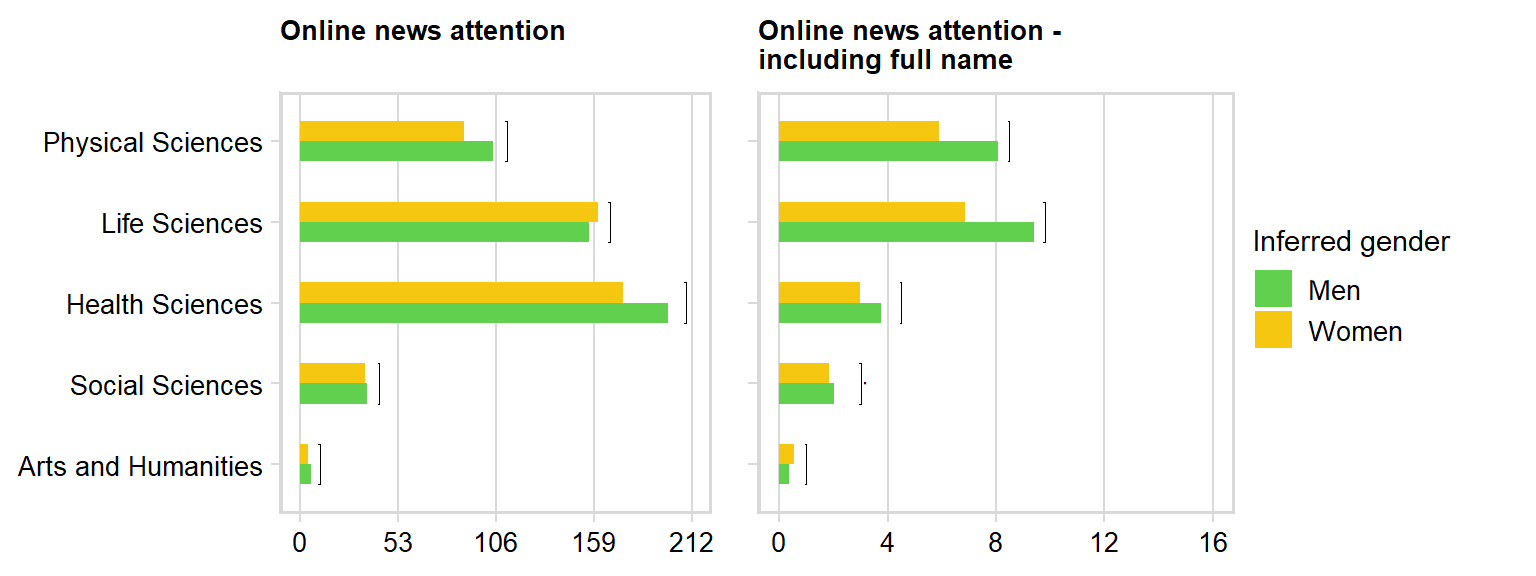 Online news attention
Online news attention -
including full name
Physical Sciences
Life Sciences
Health Sciences
Social Sciences
Arts and Humanities
0 53 106 159 212
0 4 8 12 16
Inferred gender
Men
Women